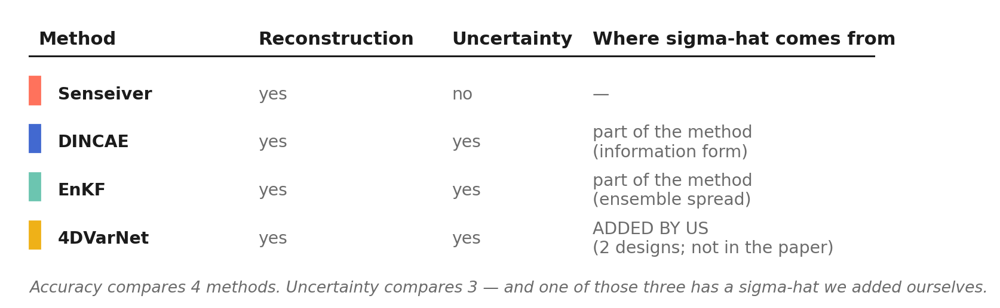 Method Reconstruction Uncertainty Where sigma-hat comes from
Senseiver yes no —
DINCAE yes yes part of the method
(information form)
EnKF yes yes part of the method
(ensemble spread)
4DVarNet yes yes ADDED BY US
(2 designs; not in the paper)
Accuracy compares 4 methods. Uncertainty compares 3 — and one of those three has a sigma-hat we added ourselves.